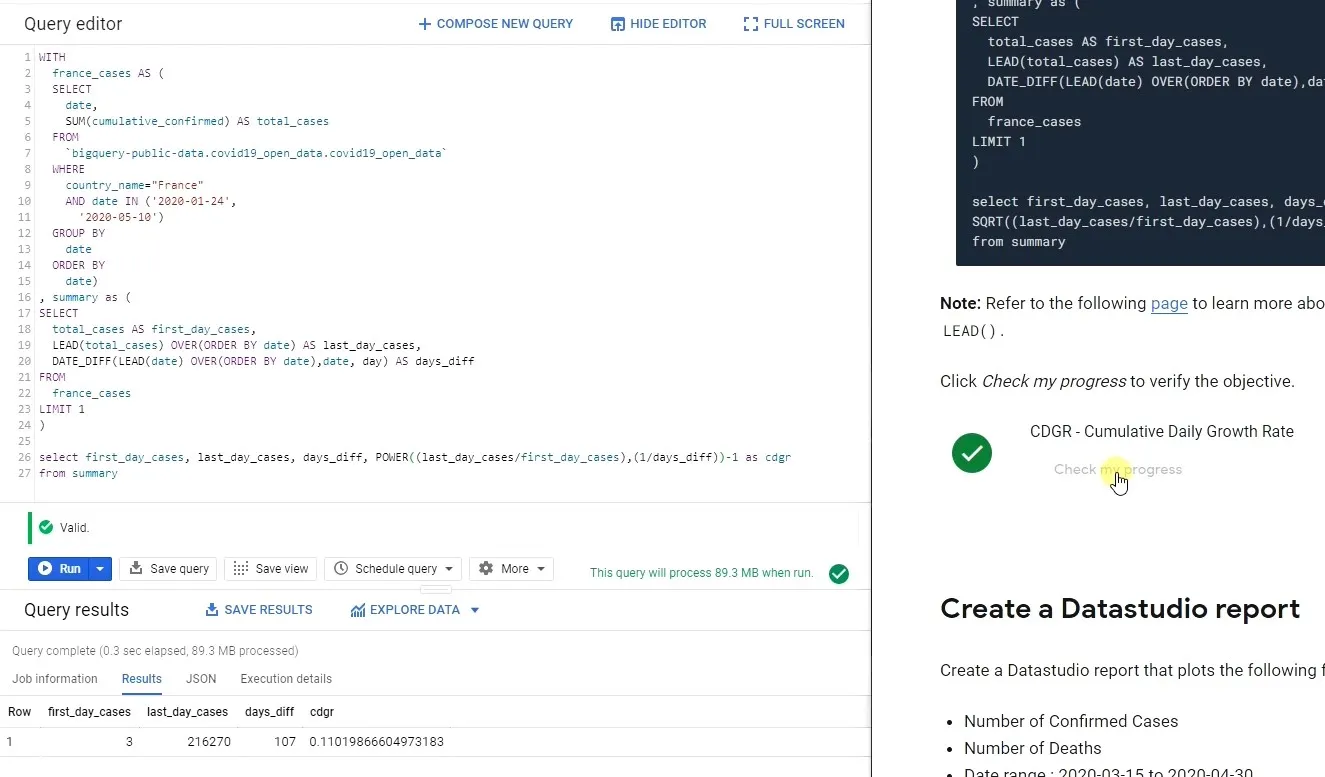 Query editor
COMPOSE NEW QUERY
HIDE EDITOR
FULL SCREEN
1 WITH
2 france_cases AS (
3 SELECT
4 date,
5 SUM(cumulative_confirmed) AS total_cases
6 FROM
7 `bigquery-public-data.covid19_open_data.covid19_open_data`
8 WHERE
9 country_name="France"
10 AND date IN ('2020-01-24',
11 '2020-05-10')
12 GROUP BY
13 date
14 ORDER BY
15 date)
16 , summary as (
17 SELECT
18 total_cases AS first_day_cases,
19 LEAD(total_cases) OVER(ORDER BY date) AS last_day_cases,
20 DATE_DIFF(LEAD(date) OVER(ORDER BY date),date, day) AS days_diff
21 FROM
22 france_cases
23 LIMIT 1
24 )
25
26 select first_day_cases, last_day_cases, days_diff, POWER((last_day_cases/first_day_cases),(1/days_diff))-1 as cdgr
27 from summary
Valid.
Run
Save query
Save view
Schedule query
More
This query will process 89.3 MB when run.
Query results
SAVE RESULTS
EXPLORE DATA
Query complete (0.3 sec elapsed, 89.3 MB processed)
Job information Results JSON Execution details
Row first_day_cases last_day_cases days_diff cdgr
1 3 216270 107 0.11019866604973183
, summary as (
SELECT
total_cases AS first_day_cases,
LEAD(total_cases) AS last_day_cases,
DATE_DIFF(LEAD(date) OVER(ORDER BY date),da
FROM
france_cases
LIMIT 1
)
select first_day_cases, last_day_cases, days_
SQRT((last_day_cases/first_day_cases),(1/days
from summary
Note: Refer to the following page to learn more abo
LEAD().
Click Check my progress to verify the objective.
CDGR - Cumulative Daily Growth Rate
Check my progress
Create a Datastudio report
Create a Datastudio report that plots the following f
• Number of Confirmed Cases
• Number of Deaths
• Date range : 2020-03-15 to 2020-04-30